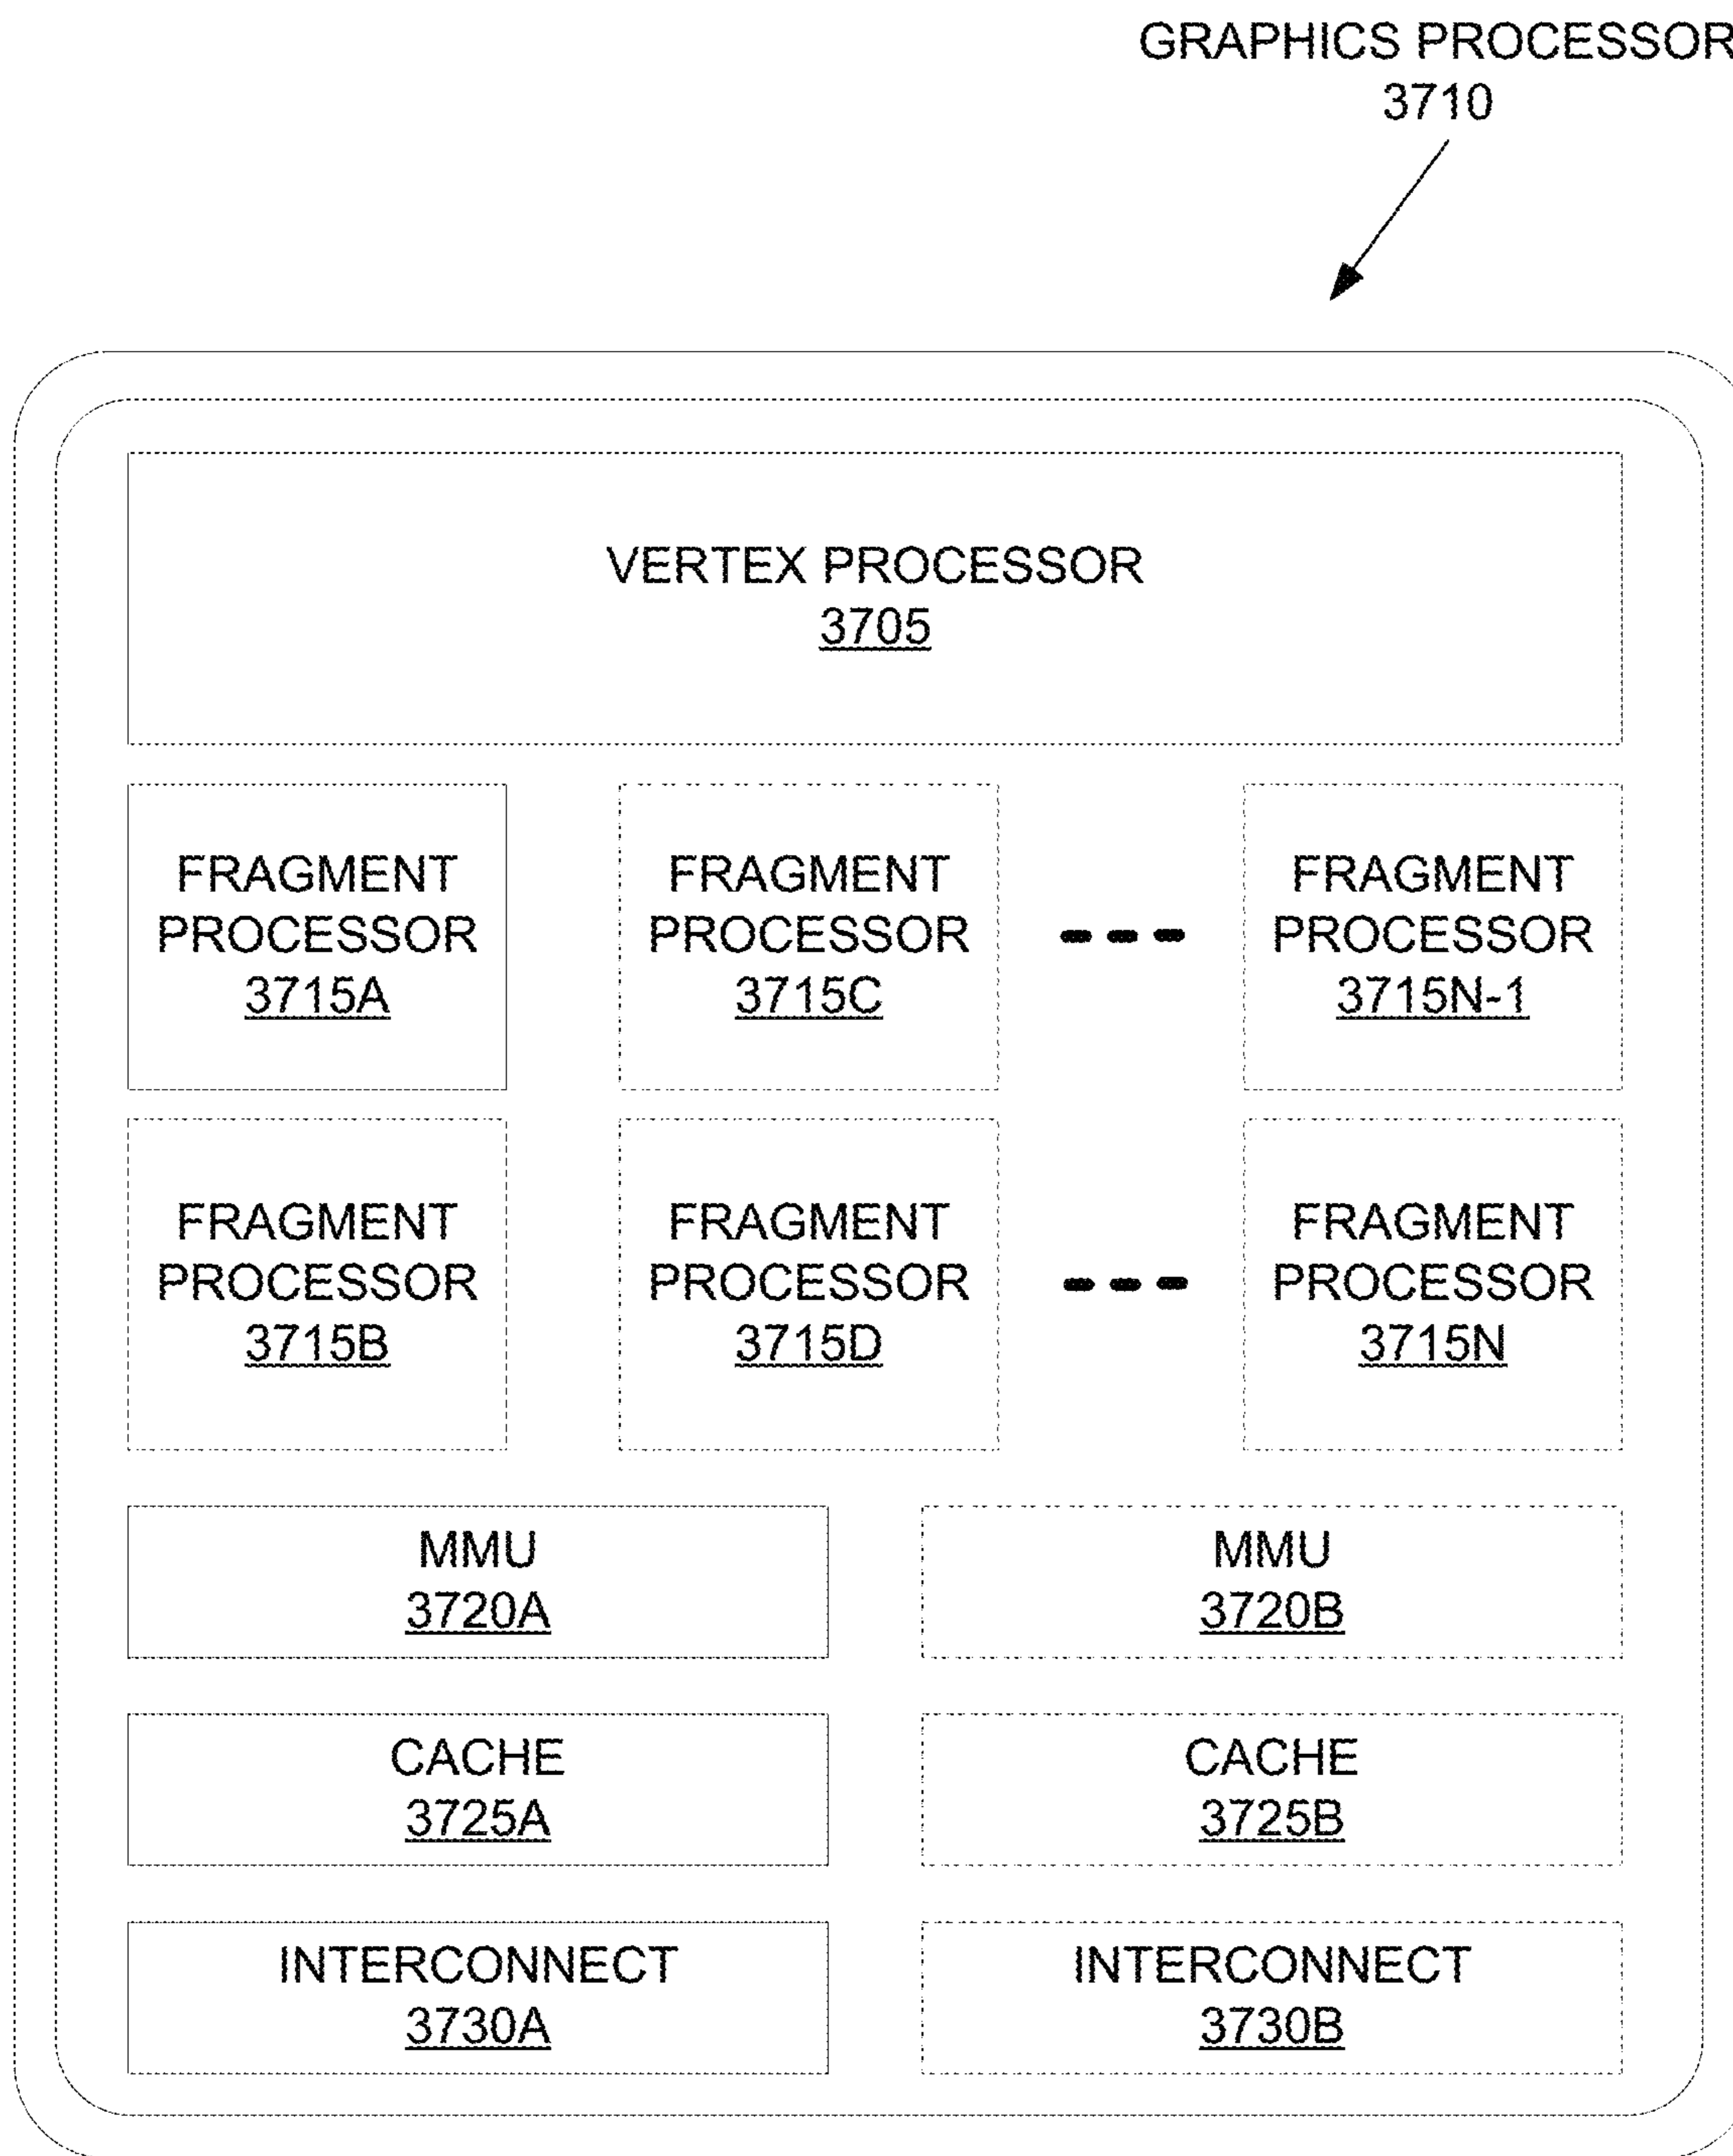 GRAPHICS PROCESSOR
3710
VERTEX PROCESSOR
3705
FRAGMENT
PROCESSOR
3715A
FRAGMENT
PROCESSOR
3715C
FRAGMENT
PROCESSOR
3715N-1
FRAGMENT
PROCESSOR
3715B
FRAGMENT
PROCESSOR
3715D
FRAGMENT
PROCESSOR
3715N
MMU
3720A
MMU
3720B
CACHE
3725A
CACHE
3725B
INTERCONNECT
3730A
INTERCONNECT
3730B